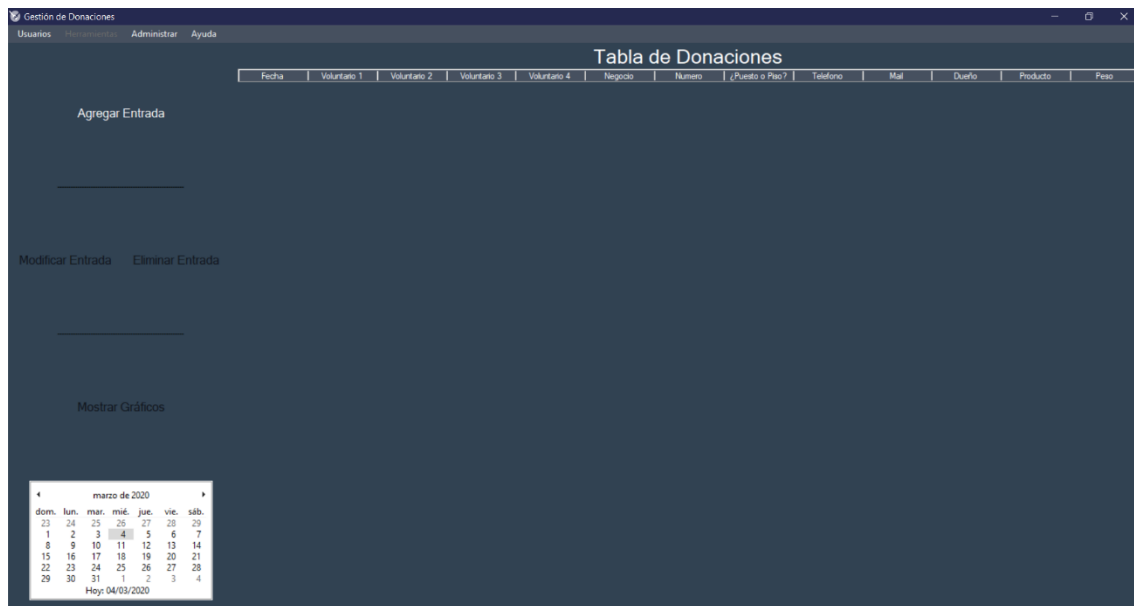 Gestión de Donaciones
Usuarios Herramientas Administrar Ayuda
Tabla de Donaciones
Fecha Voluntario 1 Voluntario 2 Voluntario 3 Voluntario 4 Negocio Numero ¿Puesto o Piso? Telefono Mail Dueño Producto Peso
Agregar Entrada
Modificar Entrada Eliminar Entrada
Mostrar Gráficos
marzo de 2020
dom. lun. mar. mié. jue. vie. sáb.
23 24 25 26 27 28 29
1 2 3 4 5 6 7
8 9 10 11 12 13 14
15 16 17 18 19 20 21
22 23 24 25 26 27 28
29 30 31 1 2 3 4
Hoy: 04/03/2020